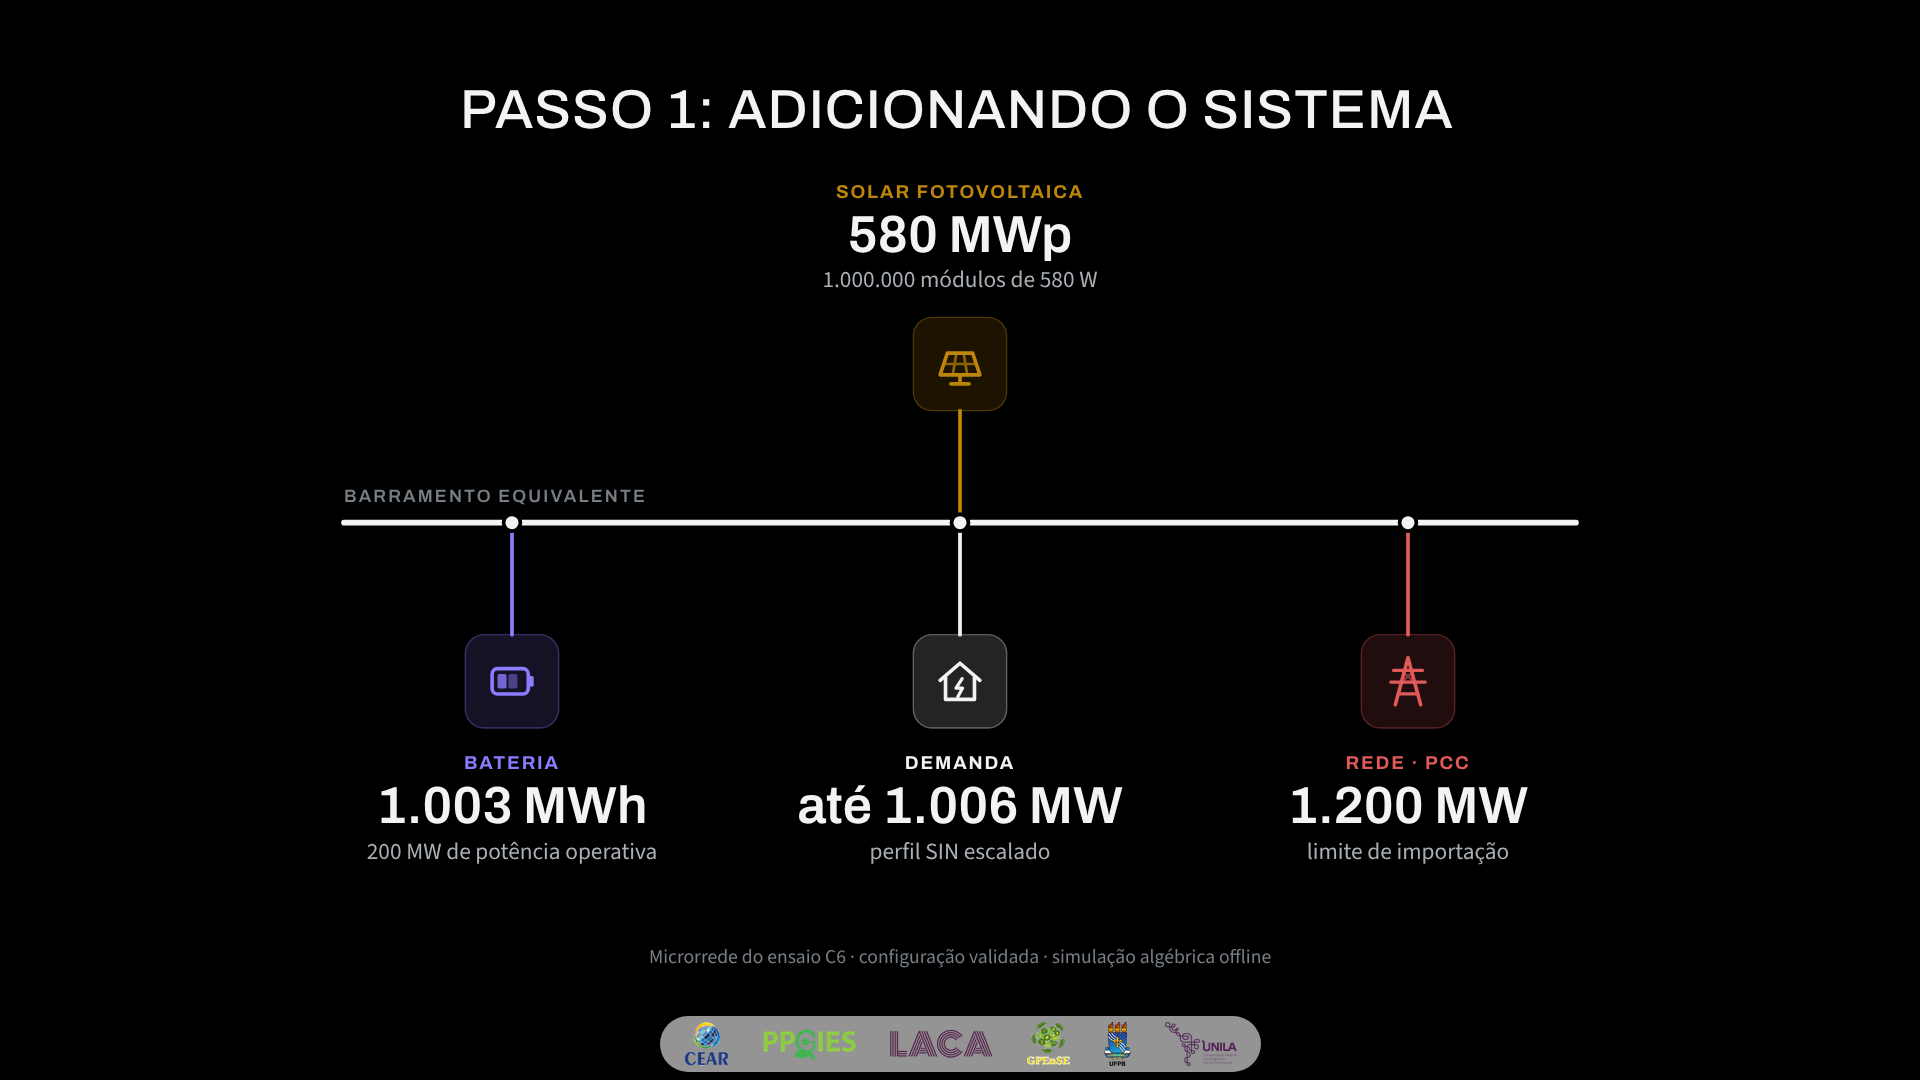 PASSO 1: ADICIONANDO O SISTEMA
SOLAR FOTOVOLTAICA
580 MWp
1.000.000 módulos de 580 W
BARRAMENTO EQUIVALENTE
BATERIA
1.003 MWh
200 MW de potência operativa
DEMANDA
até 1.006 MW
perfil SIN escalado
REDE · PCC
1.200 MW
limite de importação
Microrrede do ensaio C6 · configuração validada · simulação algébrica offline
CEAR
PPGIES
LACA
GPEnSE
UFPB
UNILA